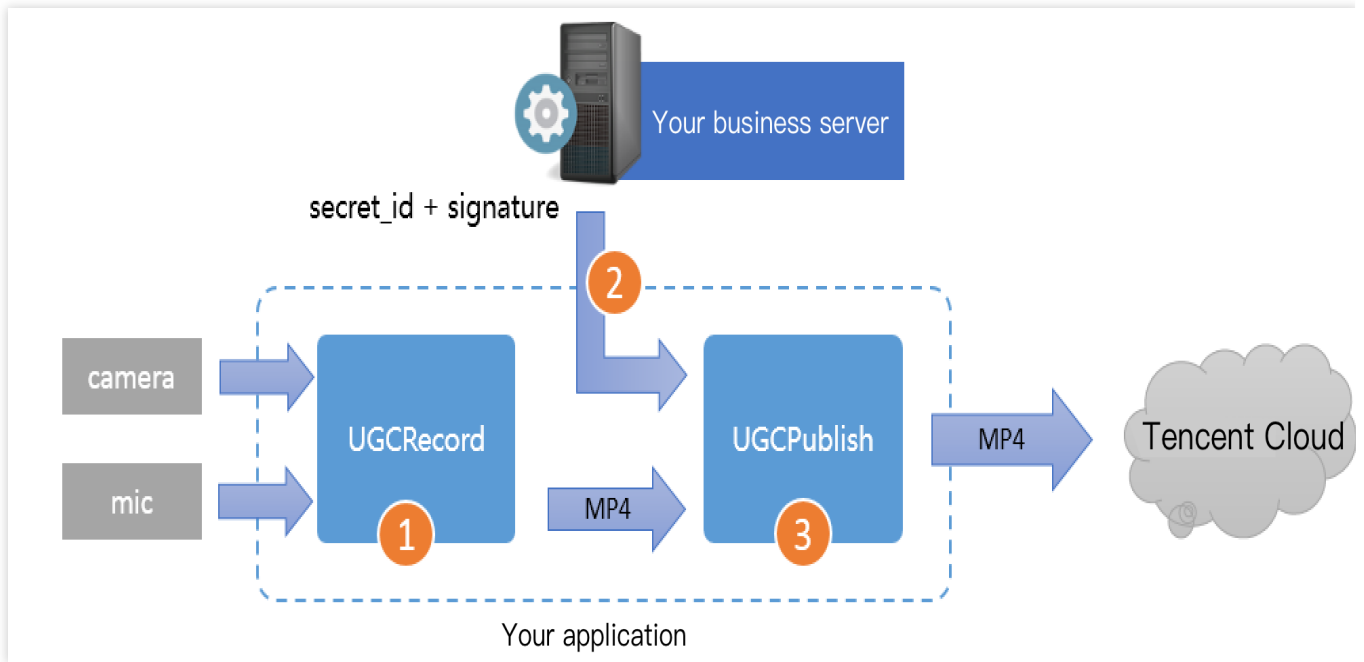 Your business server
secret_id + signature
2
camera
UGCRecord
UGCPublish
MP4
Tencent Cloud
mic
MP4
1
3
Your application